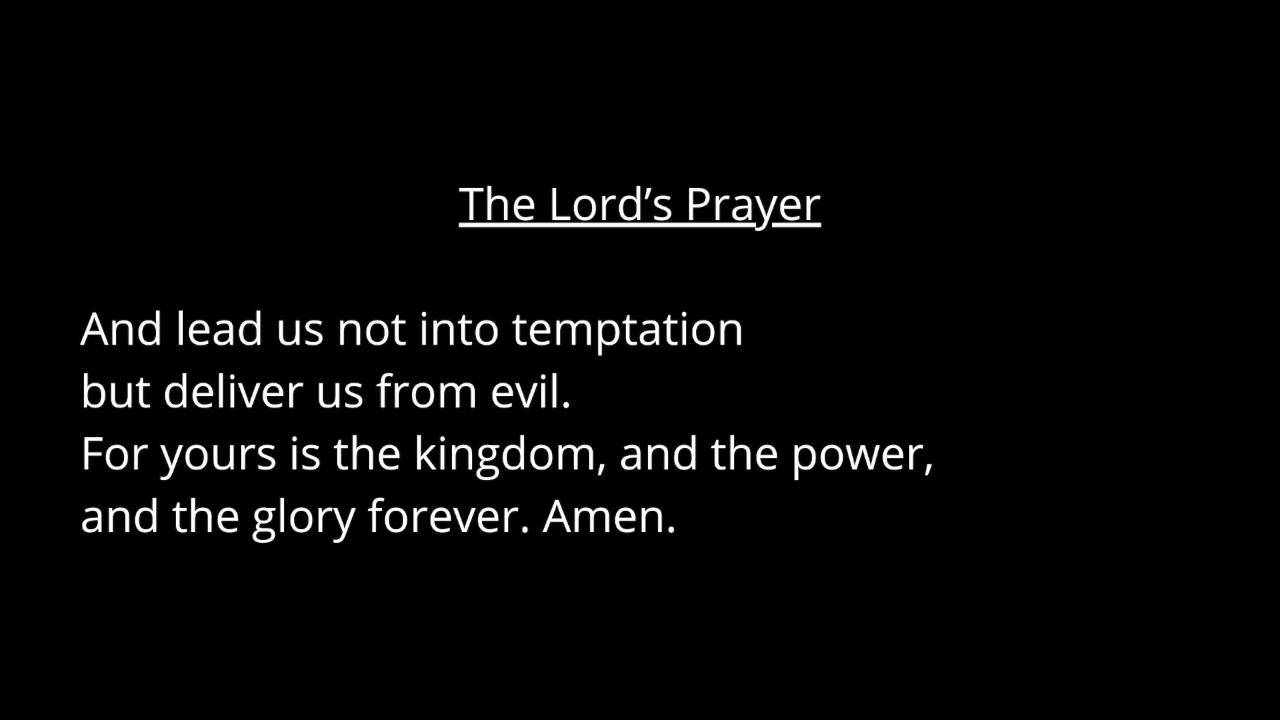 The Lord’s Prayer
And lead us not into temptation
but deliver us from evil.
For yours is the kingdom, and the power,
and the glory forever. Amen.